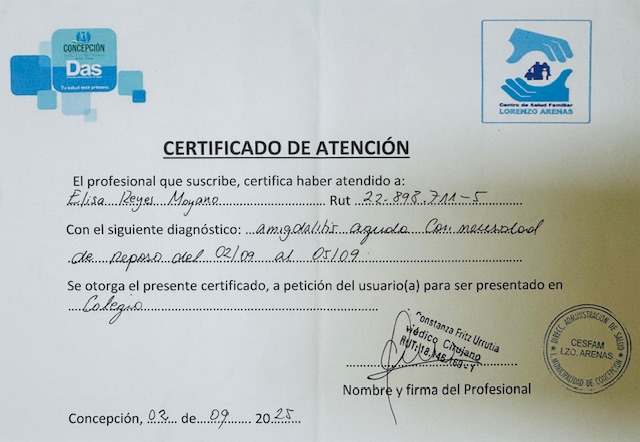 CONCEPCIÓN
Das
Tu salud está primero.
Centro de Salud Familiar
LORENZO ARENAS
CERTIFICADO DE ATENCIÓN
El profesional que suscribe, certifica haber atendido a:
Elisa Reyes Moyano Rut 22-898.711-5
Con el siguiente diagnóstico: amigdalitis aguda con necesidad
de reposo del 02/09 al 05/09.
Se otorga el presente certificado, a petición del usuario(a) para ser presentado en
Colegio
Constanza Fritz Urrutia
Médico Cirujano
RUT:
Nombre y firma del Profesional
DIRECC. ADMINISTRACIÓN DE SALUD
CESFAM
LZO. ARENAS
I. MUNICIPALIDAD DE CONCEPCIÓN
Concepción, 02 de 09 2025